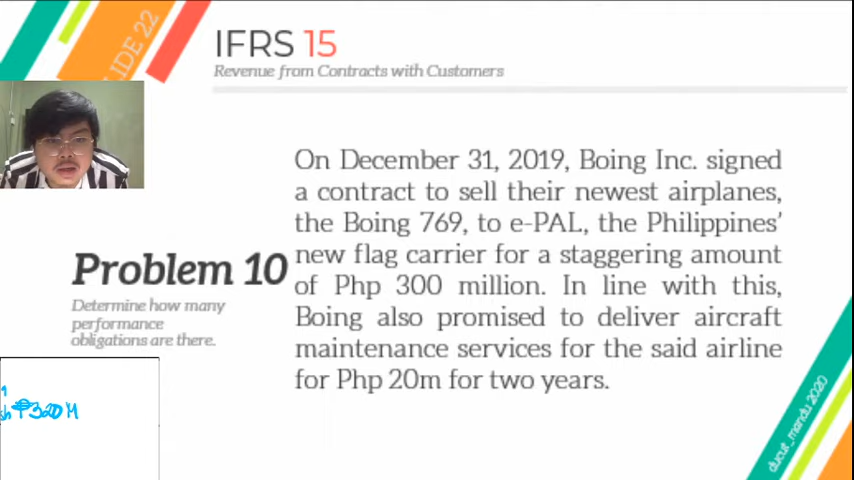 SLIDE 22
IFRS 15
Revenue from Contracts with Customers
On December 31, 2019, Boing Inc. signed
a contract to sell their newest airplanes,
the Boing 769, to e-PAL, the Philippines'
new flag carrier for a staggering amount
of Php 300 million. In line with this,
Boing also promised to deliver aircraft
maintenance services for the said airline
for Php 20m for two years.
Problem 10
Determine how many
performance
obligations are there.
₱320M
ducut_mandu 2020